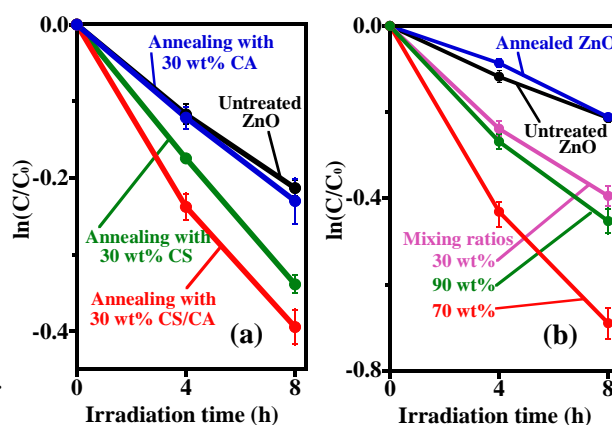 0.0
-0.2
-0.4
ln(C/C₀)
Annealing with
30 wt% CA
Untreated
ZnO
Annealing with
30 wt% CS
Annealing with
30 wt% CS/CA
(a)
0
4
8
Irradiation time (h)
0.0
-0.4
-0.8
ln(C/C₀)
Annealed ZnO
Untreated
ZnO
Mixing ratios
30 wt%
90 wt%
70 wt%
(b)
0
4
8
Irradiation time (h)